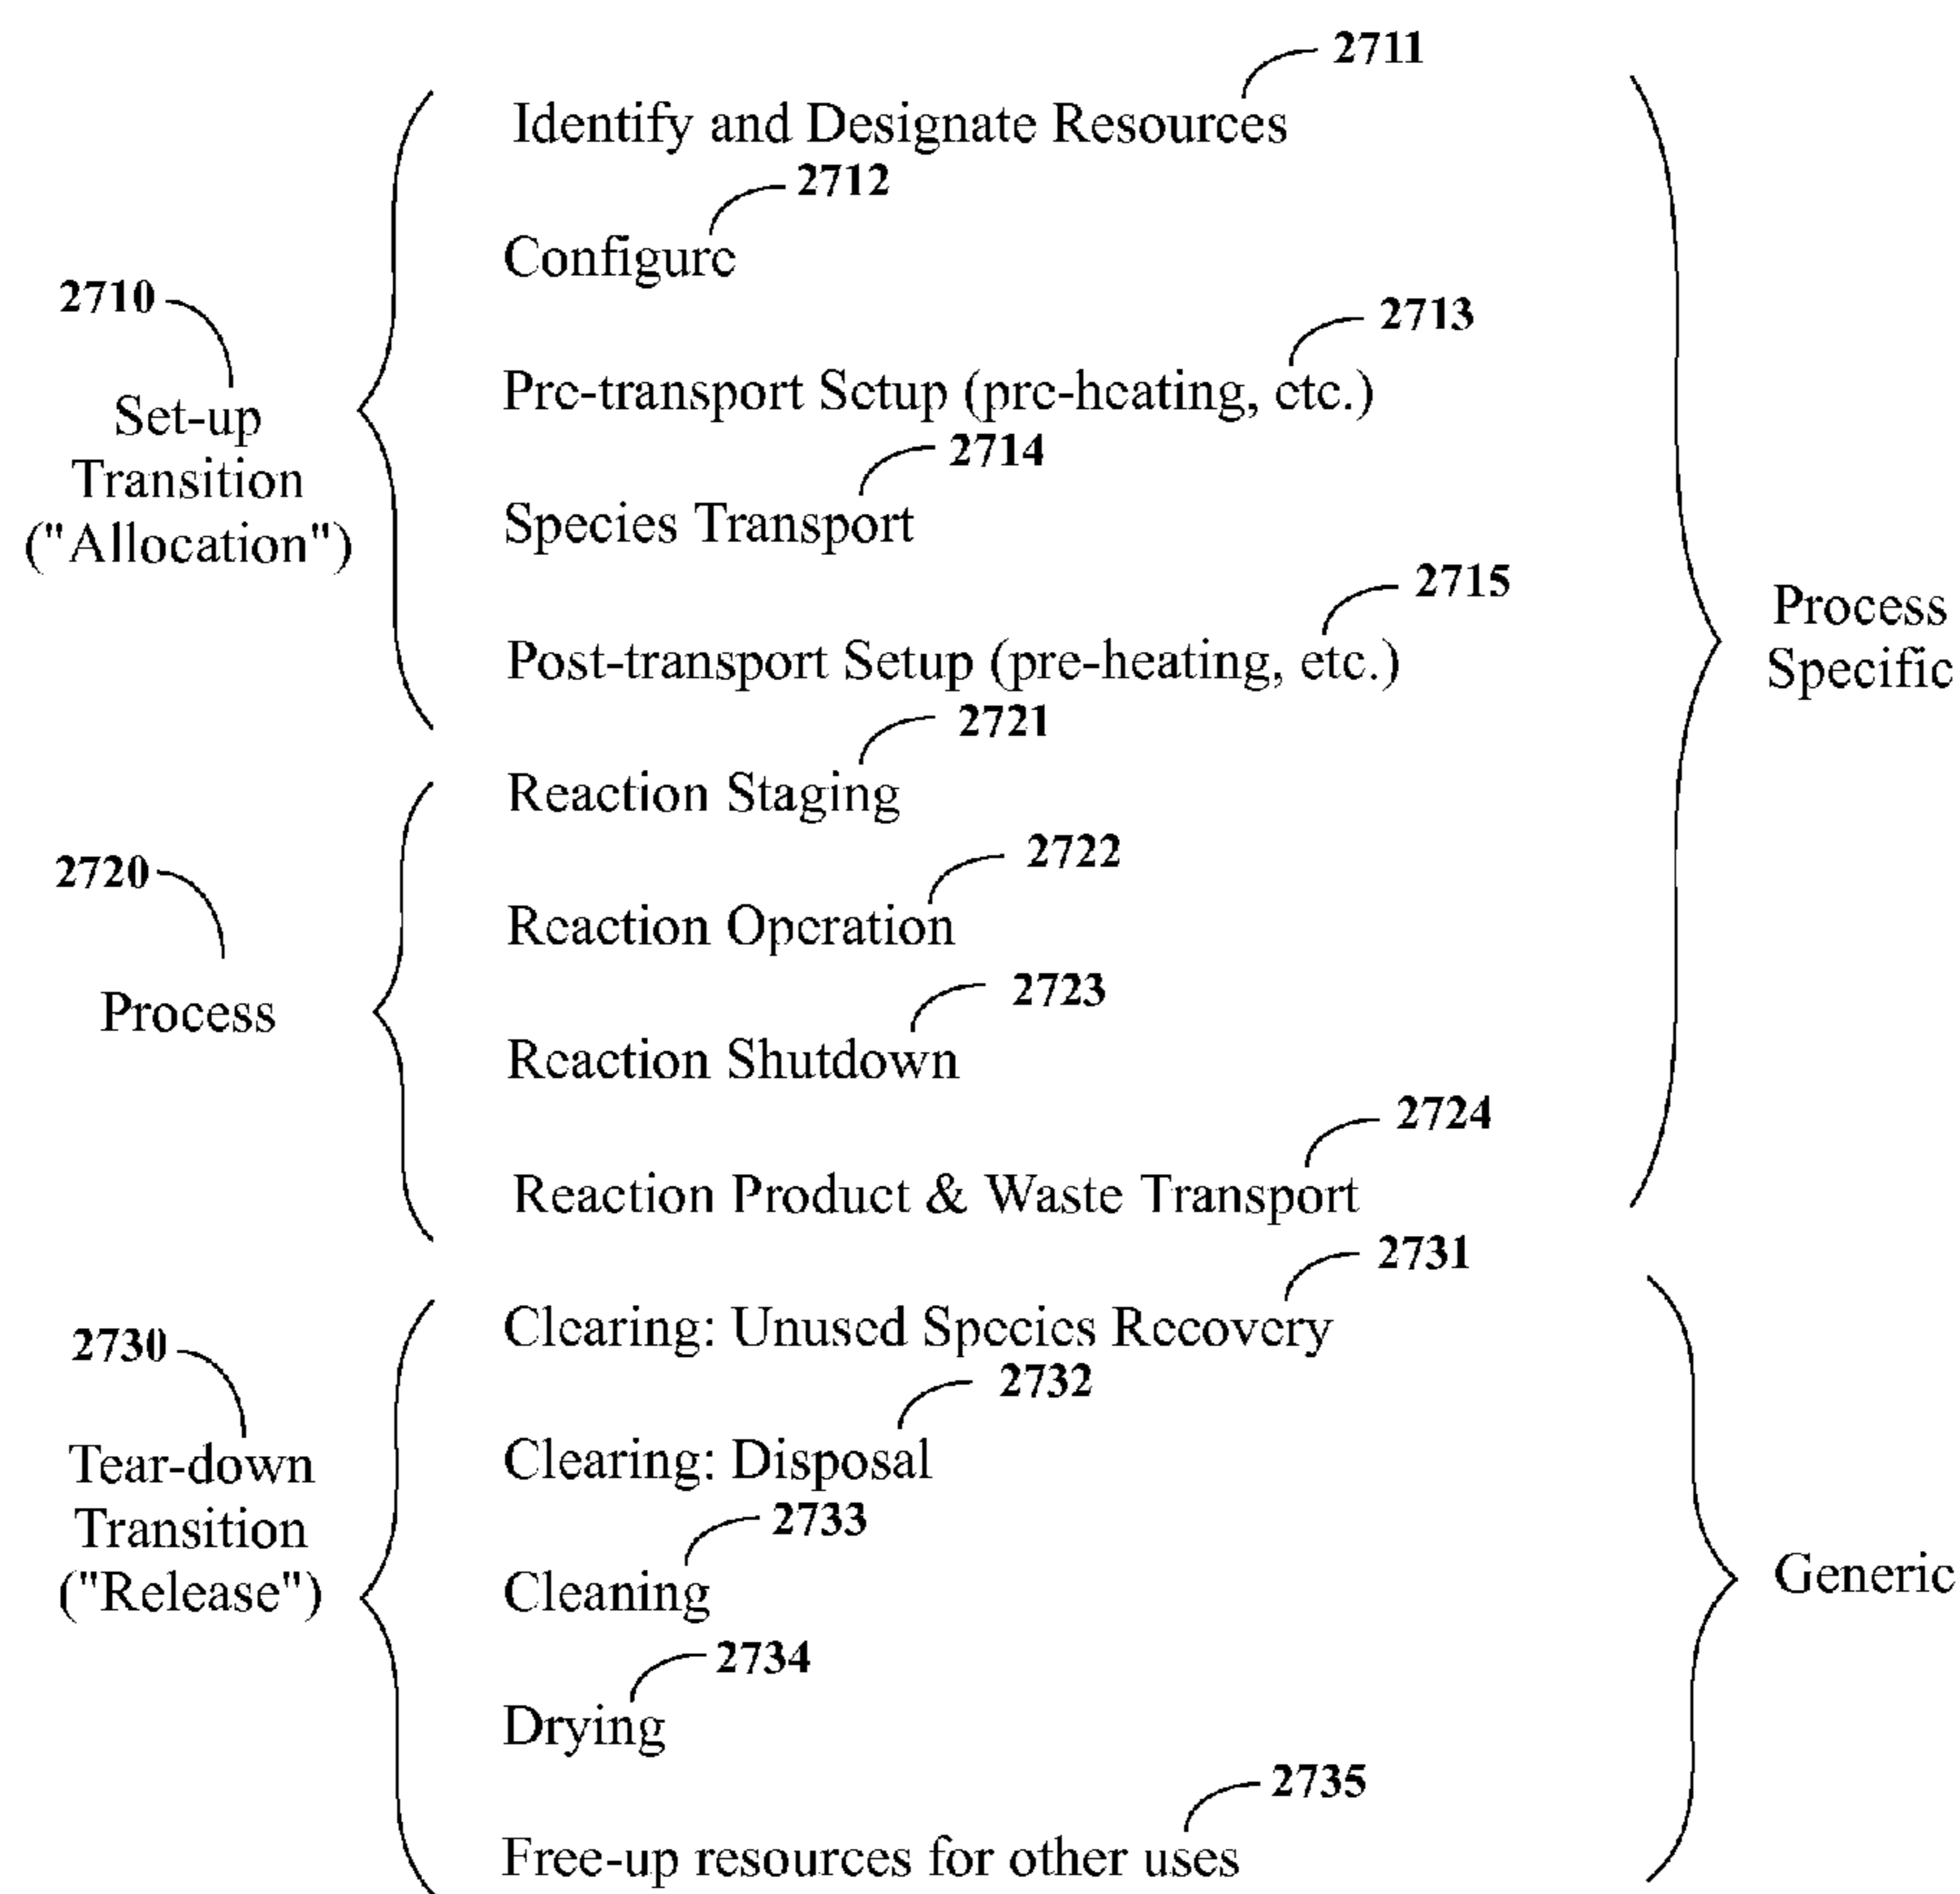 2711
Identify and Designate Resources
2712
Configure
2710
2713
Set-up
Transition
("Allocation")
Pre-transport Setup (pre-heating, etc.)
2714
Species Transport
2715
Post-transport Setup (pre-heating, etc.)
Process
Specific
2721
Reaction Staging
2720
2722
Process
Reaction Operation
2723
Reaction Shutdown
2724
Reaction Product & Waste Transport
2731
Clearing: Unused Species Recovery
2730
2732
Tear-down
Transition
("Release")
Clearing: Disposal
2733
Cleaning
Generic
2734
Drying
2735
Free-up resources for other uses